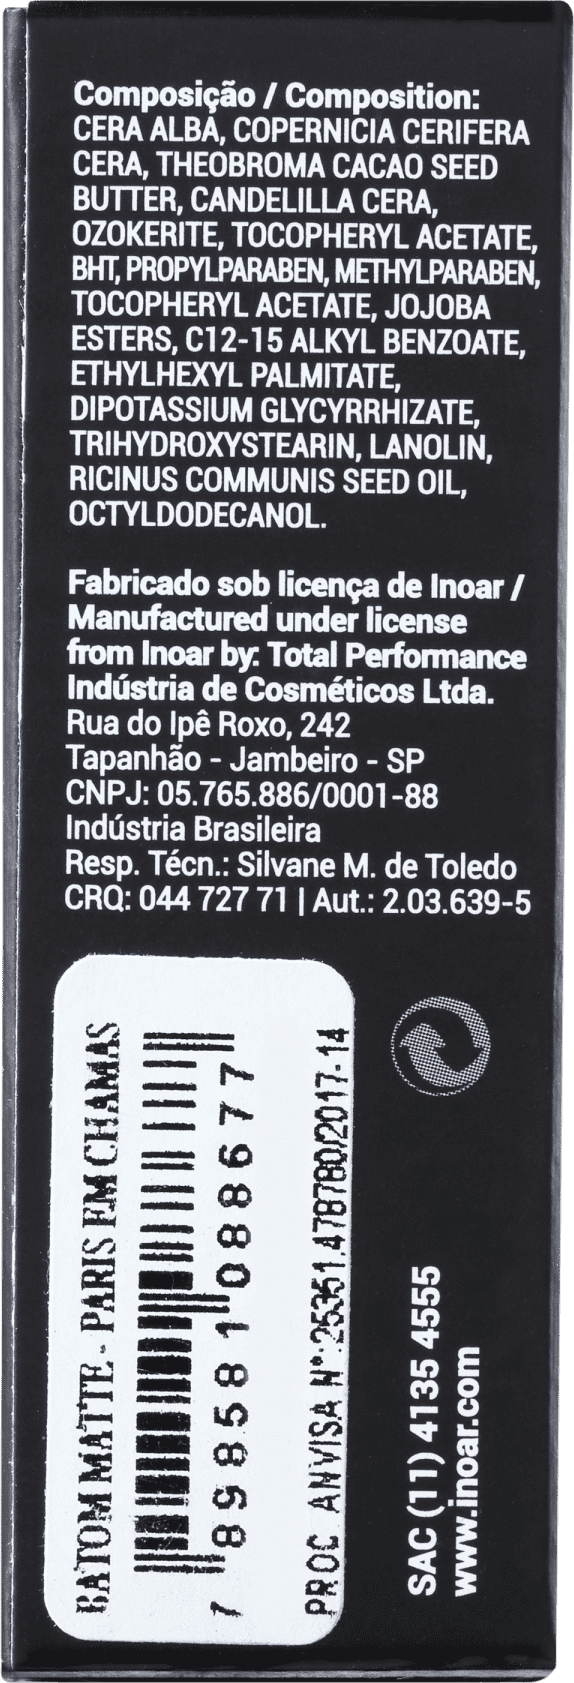 Composição / Composition:
CERA ALBA, COPERNICIA CERIFERA
CERA, THEOBROMA CACAO SEED
BUTTER, CANDELILLA CERA,
OZOKERITE, TOCOPHERYL ACETATE,
BHT, PROPYLPARABEN, METHYLPARABEN,
TOCOPHERYL ACETATE, JOJOBA
ESTERS, C12-15 ALKYL BENZOATE,
ETHYLHEXYL PALMITATE,
DIPOTASSIUM GLYCYRRHIZATE,
TRIHYDROXYSTEARIN, LANOLIN,
RICINUS COMMUNIS SEED OIL,
OCTYLDODECANOL.
Fabricado sob licença de Inoar /
Manufactured under license
from Inoar by: Total Performance
Indústria de Cosméticos Ltda.
Rua do Ipê Roxo, 242
Tapanhão - Jambeiro - SP
CNPJ: 05.765.886/0001-88
Indústria Brasileira
Resp. Técn.: Silvane M. de Toledo
CRQ: 044 727 71 | Aut.: 2.03.639-5
BATOM MATTE - PARIS EM CHAMAS
7 898581 088677
PROC ANVISA N°:25351.478780/2017-14
SAC (11) 4135 4555
www.inoar.com